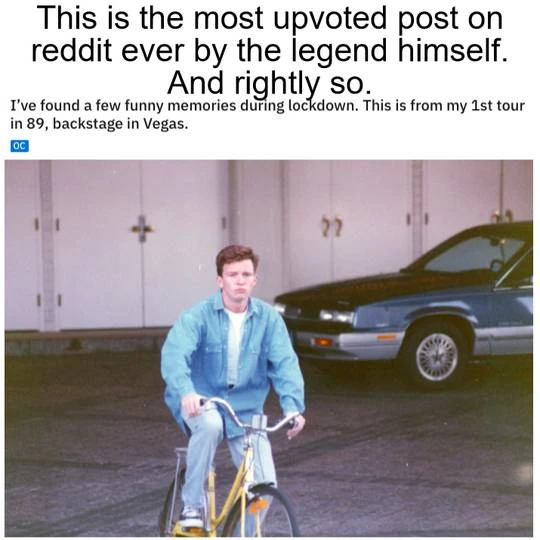 This is the most upvoted post on
reddit ever by the legend himself.
And rightly so.
I've found a few funny memories during lockdown. This is from my 1st tour
in 89, backstage in Vegas.
OC